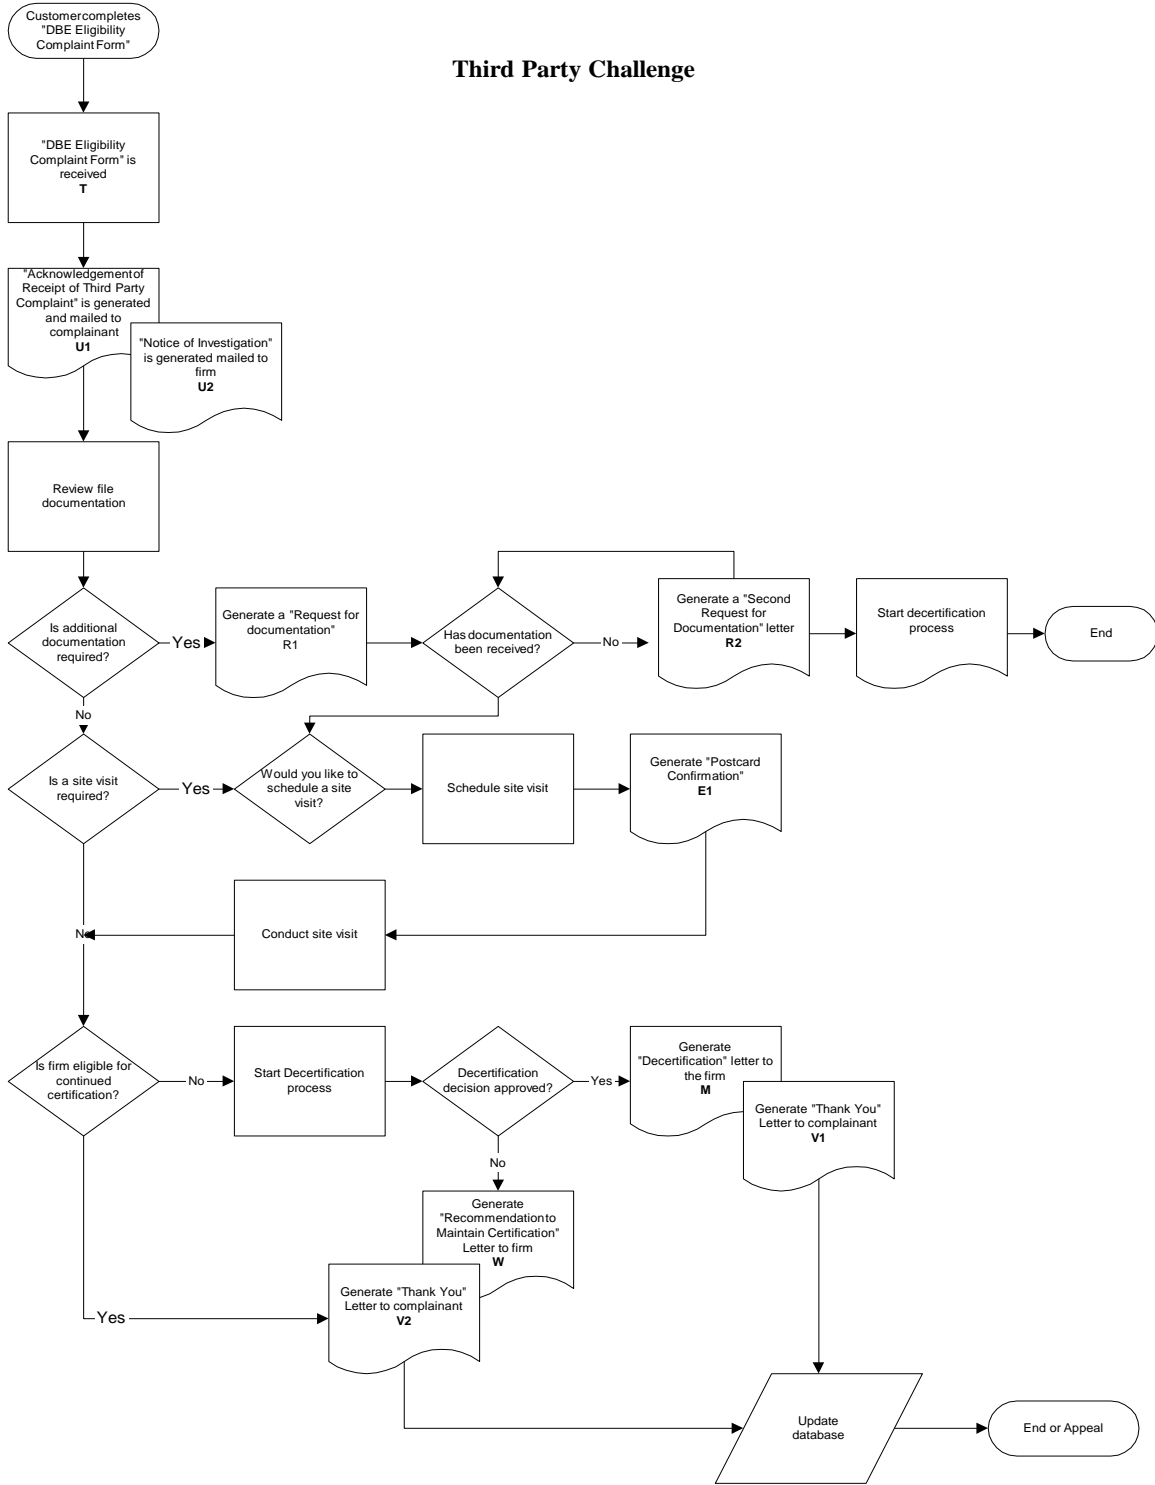 Customercompletes
"DBE Eligibility
Complaint Form"
Third Party Challenge
"DBE Eligibility
Complaint Form" is
received
T
"Acknowledgementof
Receipt of Third Party
Complaint" is generated
and mailed to
complainant
U1
"Notice of Investigation"
is generated mailed to
firm
U2
Review file
documentation
Is additional
documentation
required?
Yes
Generate a "Request for
documentation"
R1
Has documentation
been received?
No
Generate a "Second
Request for
Documentation" letter
R2
Start decertification
process
End
No
Is a site visit
required?
Yes
Would you like to
schedule a site
visit?
Schedule site visit
Generate "Postcard
Confirmation"
E1
No
Conduct site visit
Is firm eligible for
continued
certification?
No
Start Decertification
process
Decertification
decision approved?
Yes
Generate
"Decertification" letter to
the firm
M
Generate "Thank You"
Letter to complainant
V1
No
Generate
"Recommendationto
Maintain Certification"
Letter to firm
W
Yes
Generate "Thank You"
Letter to complainant
V2
Update
database
End or Appeal